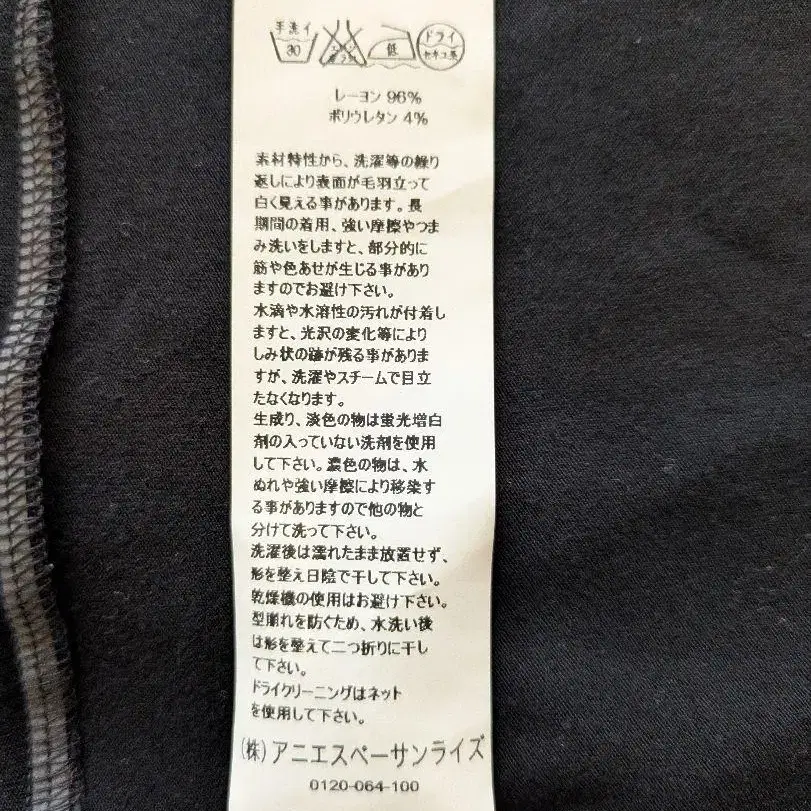 手洗イ
30
低
ドライ
セキユ系
レーヨン 96%
ポリウレタン 4%
素材特性から、洗濯等の繰り
返しにより表面が毛羽立って
白く見える事があります。長
期間の着用、強い摩擦やつま
み洗いをしますと、部分的に
筋や色あせが生じる事があり
ますのでお避け下さい。
水滴や水溶性の汚れが付着し
ますと、光沢の変化等により
しみ状の跡が残る事がありま
すが、洗濯やスチームで目立
たなくなります。
生成り、淡色の物は蛍光増白
剤の入っていない洗剤を使用
して下さい。濃色の物は、水
ぬれや強い摩擦により移染す
る事がありますので他の物と
分けて洗って下さい。
洗濯後は濡れたまま放置せず、
形を整え日陰で干して下さい。
乾燥機の使用はお避け下さい。
型崩れを防ぐため、水洗い後
は形を整えて二つ折りに干し
て下さい。
ドライクリーニングはネット
を使用して下さい。
(株)アニエスベーサンライズ
0120-064-100